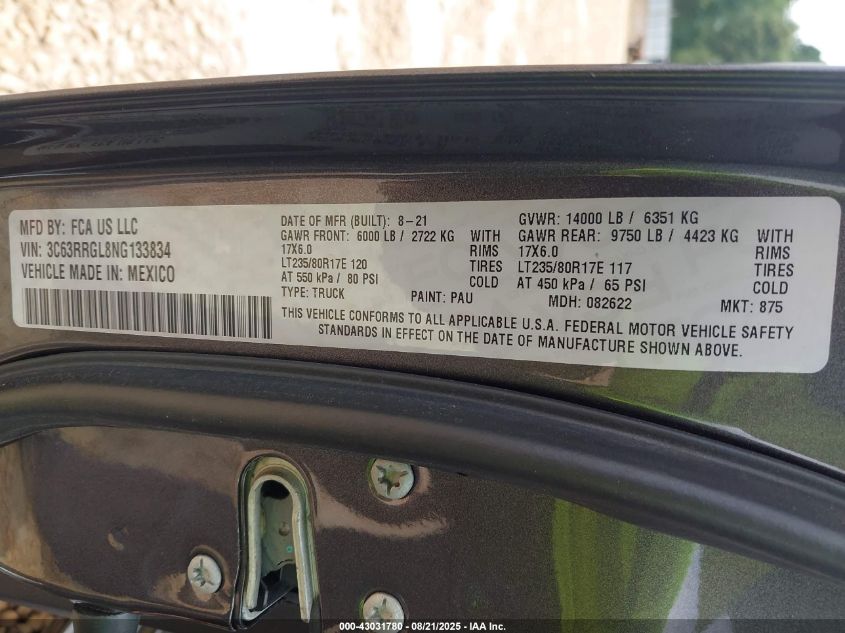 MFD BY: FCA US LLC
VIN: 3C63RRGL8NG133834
VEHICLE MADE IN: MEXICO
DATE OF MFR (BUILT): 8-21
GVWR: 14000 LB / 6351 KG
GAWR FRONT: 6000 LB / 2722 KG
GAWR REAR: 9750 LB / 4423 KG
17X6.0 RIMS 17X6.0 RIMS
LT235/80R17E 120 TIRES LT235/80R17E 117 TIRES
AT 550 kPa / 80 PSI COLD AT 450 kPa / 65 PSI COLD
TYPE: TRUCK PAINT: PAU MDH: 082622 MKT: 875
THIS VEHICLE CONFORMS TO ALL APPLICABLE U.S.A. FEDERAL MOTOR VEHICLE SAFETY
STANDARDS IN EFFECT ON THE DATE OF MANUFACTURE SHOWN ABOVE.
000-43031780 - 08/21/2025 - IAA Inc.